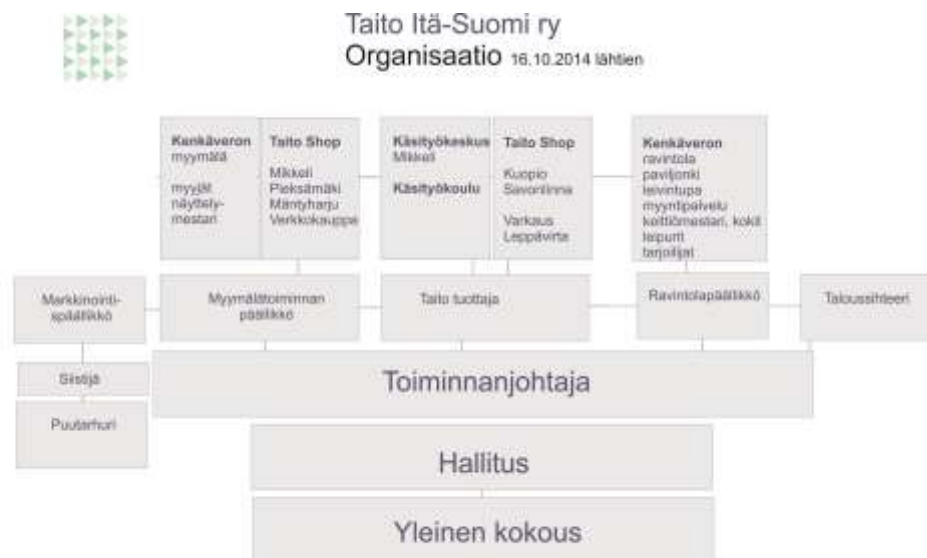 Taito Itä-Suomi ry
Organisaatio 16.10.2014 lähtien
Kenkäveron
myymälä
myyjät
näyttely-
mestari
Taito Shop
Mikkeli
Pieksämäki
Mäntyharju
Verkkokauppa
Käsityökeskus
Mikkeli
Käsityökoulu
Taito Shop
Kuopio
Savonlinna
Varkaus
Leppävirta
Kenkäveron
ravintola
paviljonki
leivintupa
myyntipalvelu
keittiömestari, kokit
leipurit
tarjoilijat
Markkinointi-
späällikkö
Myymälätoiminnan
päällikkö
Taito tuottaja
Ravintolapäällikkö
Taloussihteeri
Siistijä
Puutarhuri
Toiminnanjohtaja
Hallitus
Yleinen kokous